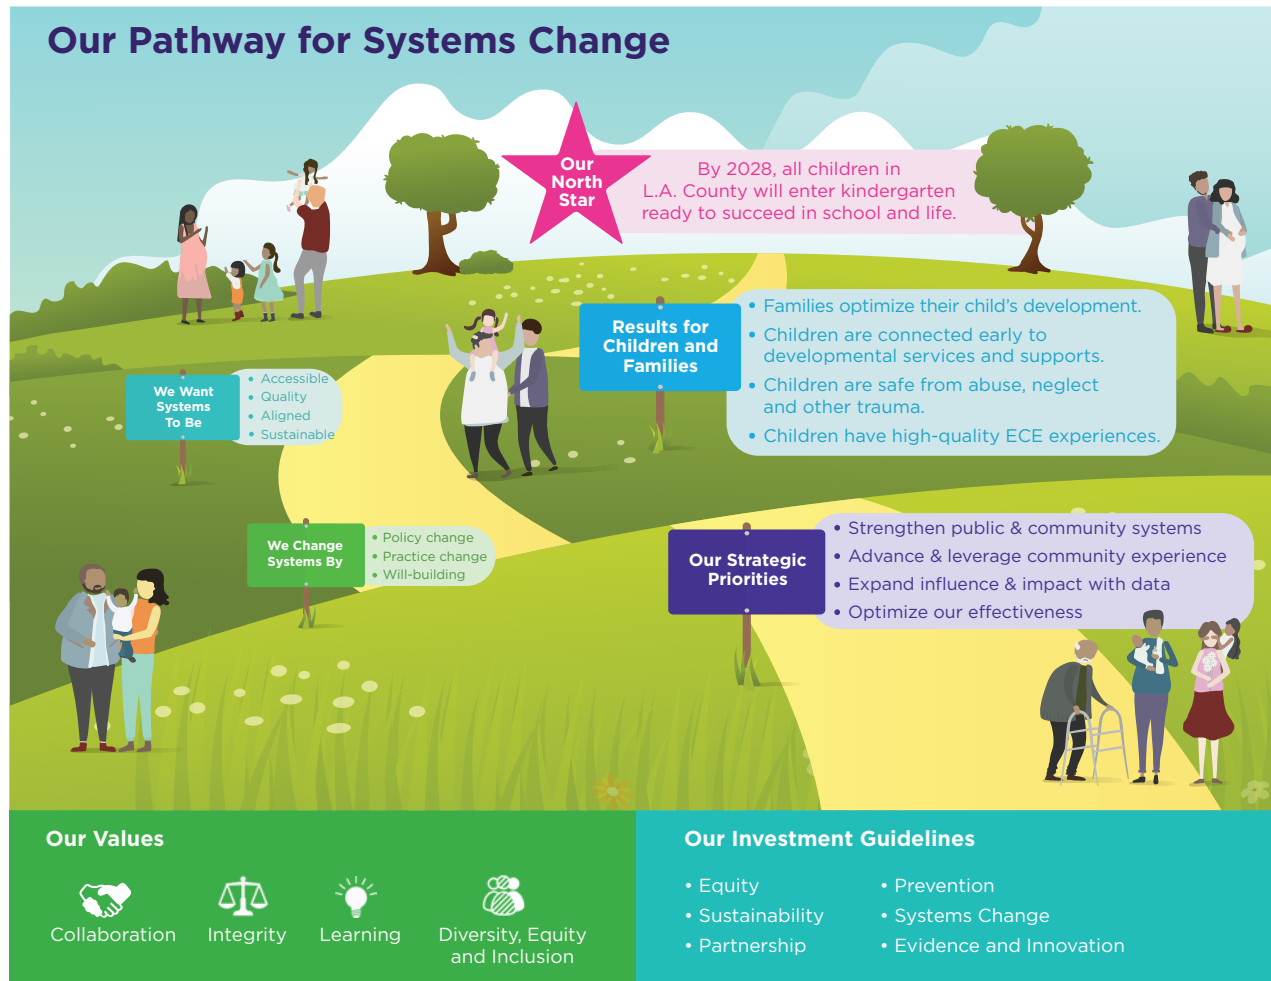 Our Pathway for Systems Change
Our
North
Star
By 2028, all children in
L.A. County will enter kindergarten
ready to succeed in school and life.
Results for
Children and
Families
• Families optimize their child's development.
• Children are connected early to
developmental services and supports.
• Children are safe from abuse, neglect
and other trauma.
• Children have high-quality ECE experiences.
We Want
Systems
To Be
• Accessible
• Quality
• Aligned
• Sustainable
We Change
Systems By
• Policy change
• Practice change
• Will-building
Our Strategic
Priorities
• Strengthen public & community systems
• Advance & leverage community experience
• Expand influence & impact with data
• Optimize our effectiveness
Our Values
Collaboration
Integrity
Learning
Diversity, Equity
and Inclusion
Our Investment Guidelines
• Equity
• Sustainability
• Partnership
• Prevention
• Systems Change
• Evidence and Innovation